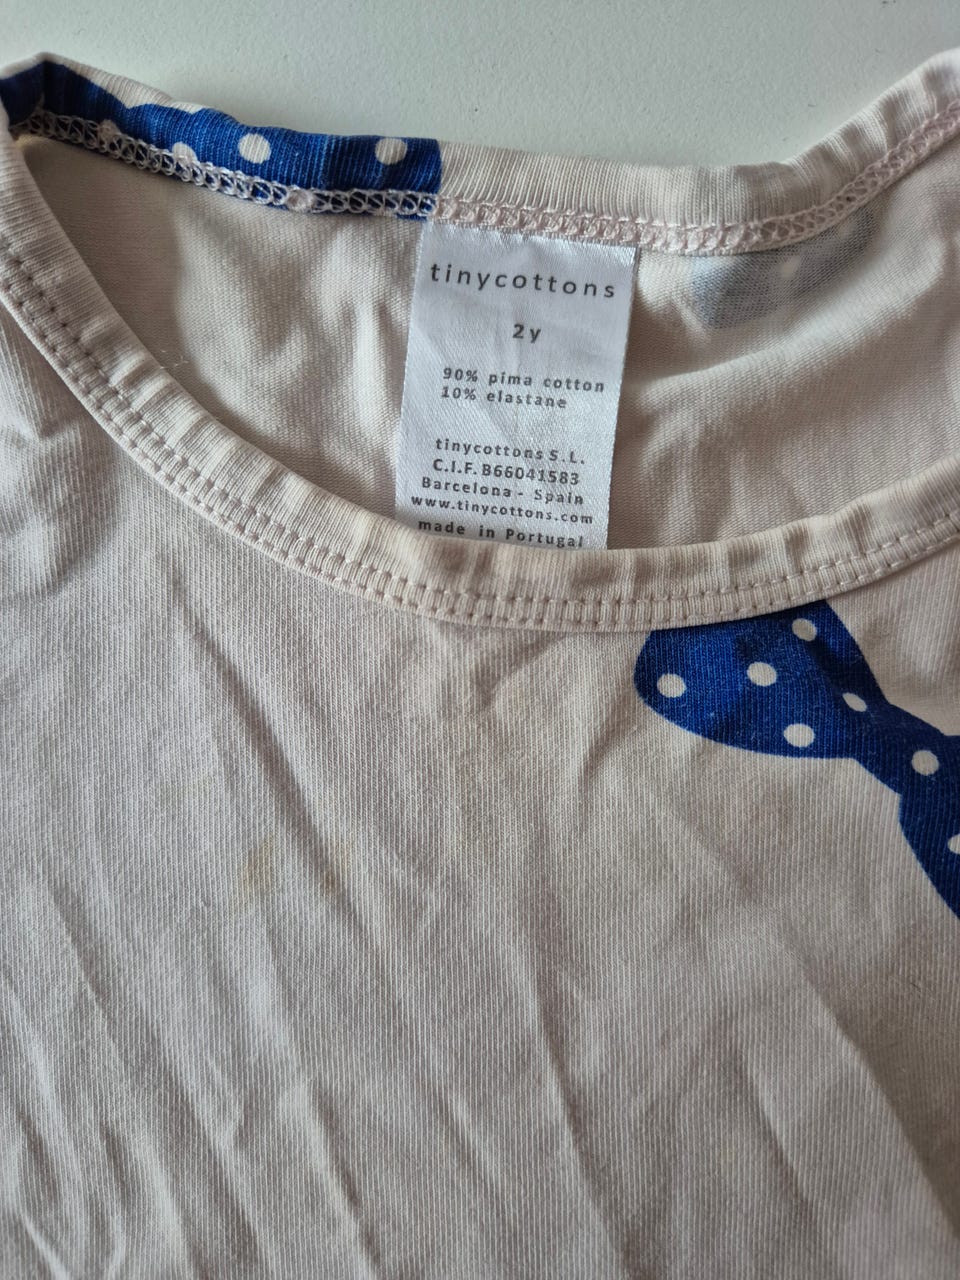 tinycottons
2y
90% pima cotton
10% elastane
tinycottons S.L.
C.I.F. B66041583
Barcelona - Spain
www.tinycottons.com
made in Portugal